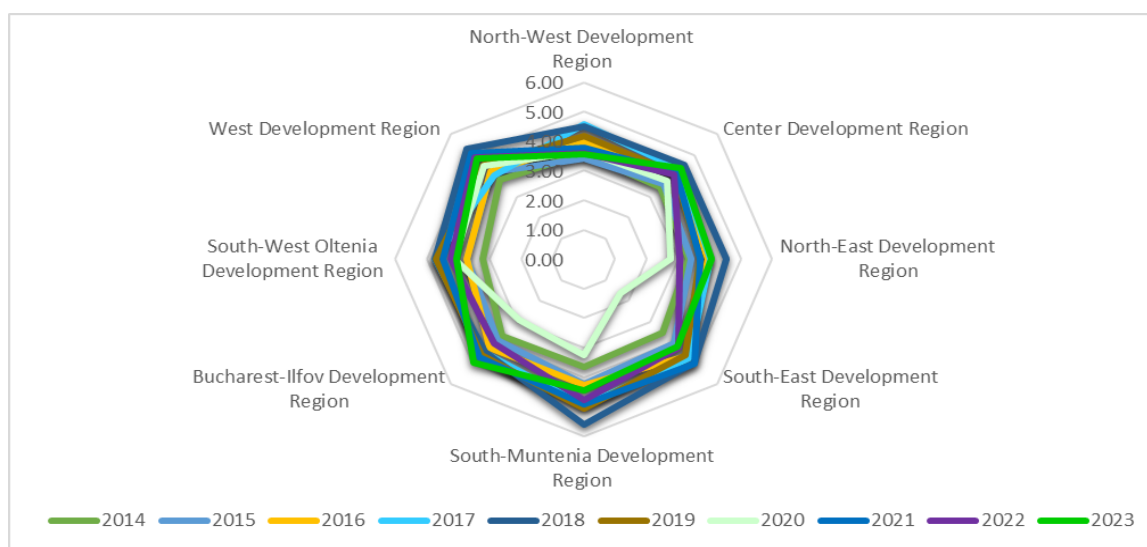 North-West Development
Region
6.00
5.00
4.00
3.00
2.00
1.00
0.00
West Development Region
Center Development Region
South-West Oltenia
Development Region
North-East Development
Region
Bucharest-Ilfov Development
Region
South-East Development
Region
South-Muntenia Development
Region
2014 2015 2016 2017 2018 2019 2020 2021 2022 2023